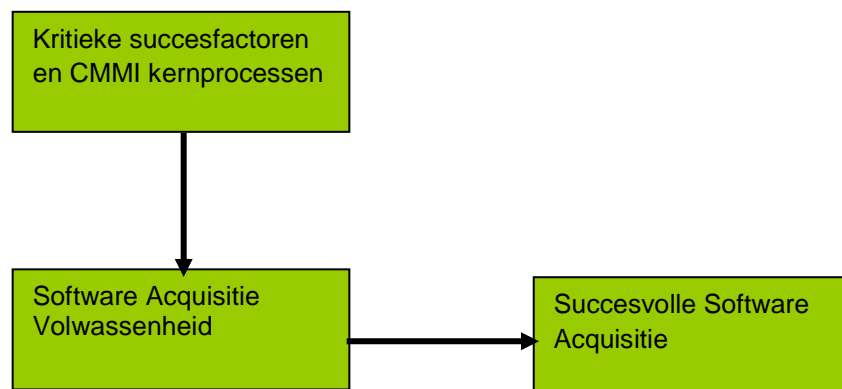 Kritieke succesfactoren
en CMMI kernprocessen
Software Acquisitie
Volwassenheid
Succesvolle Software
Acquisitie